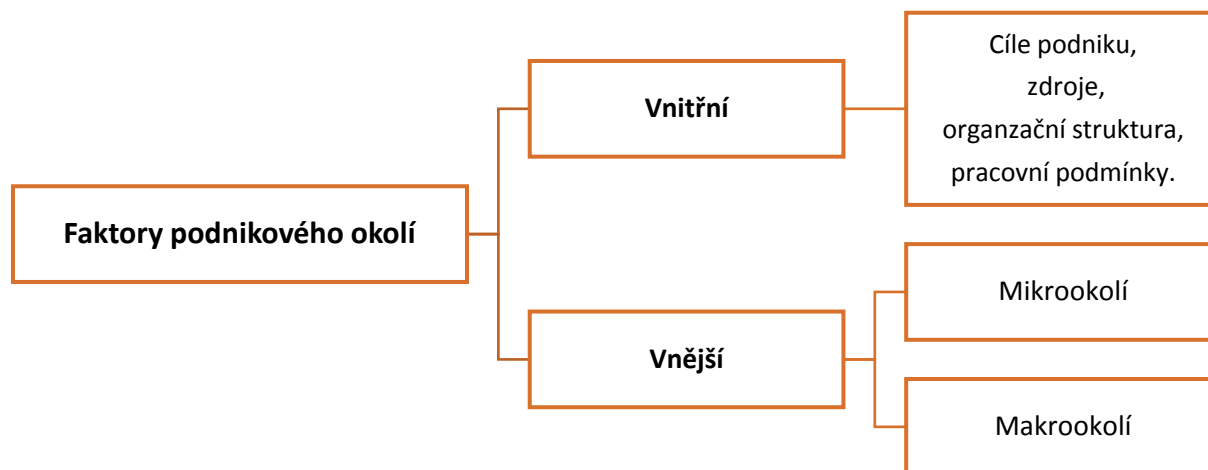 Faktory podnikového okolí
Vnitřní
Cíle podniku,
zdroje,
organzační struktura,
pracovní podmínky.
Vnější
Mikrookolí
Makrookolí